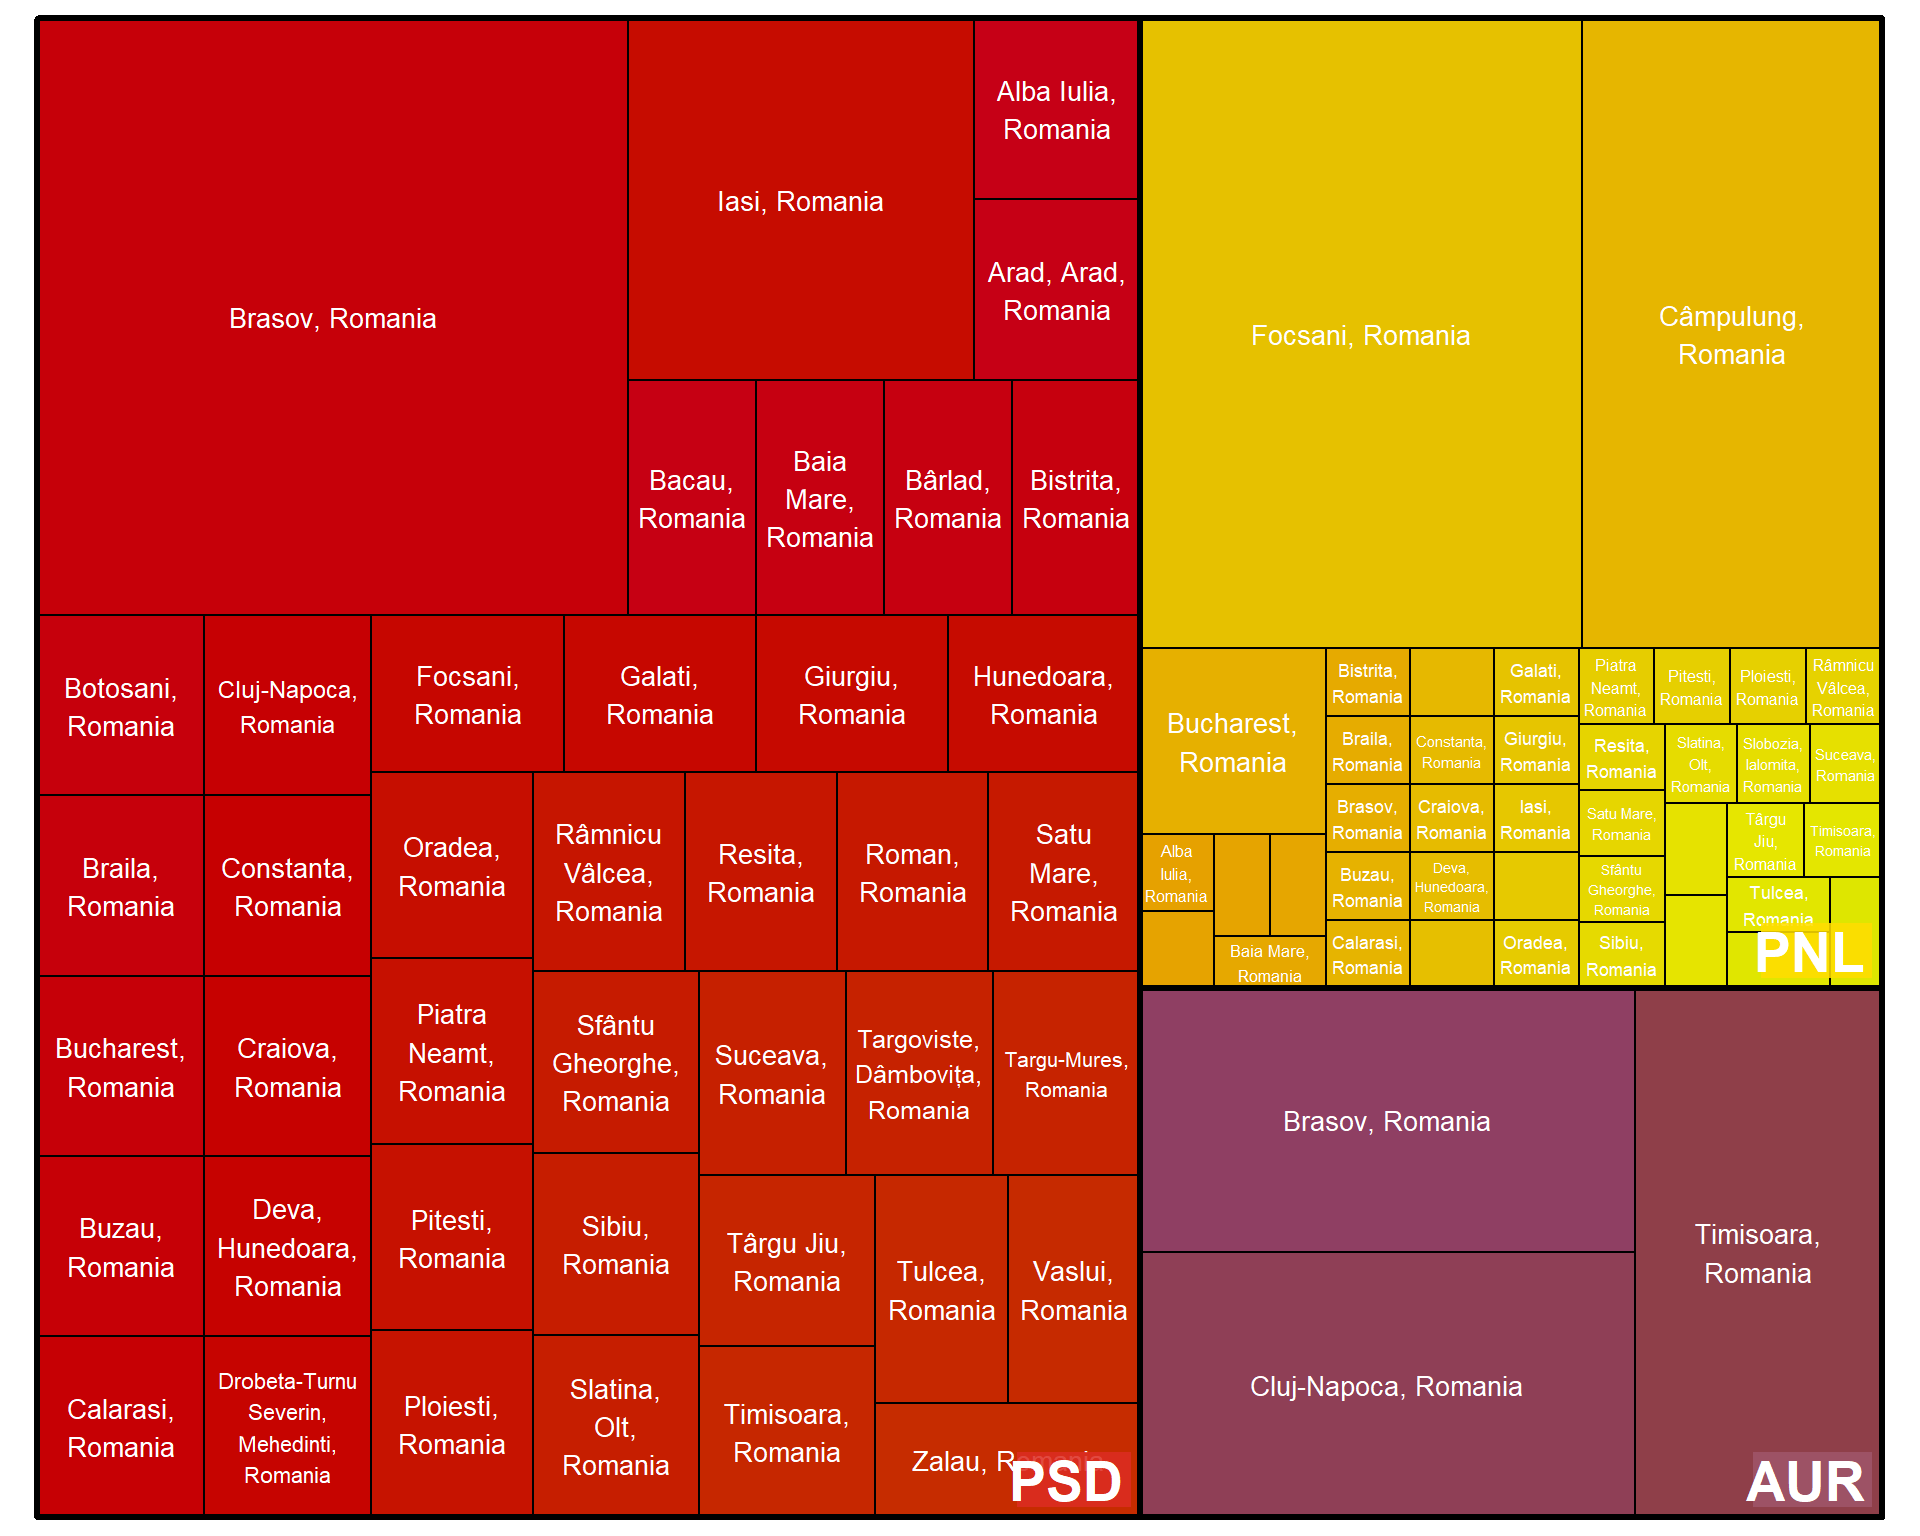 Brasov, Romania
Iasi, Romania
Alba Iulia,
Romania
Arad, Arad,
Romania
Bacau,
Romania
Baia
Mare,
Romania
Bârlad,
Romania
Bistrita,
Romania
Botosani,
Romania
Cluj-Napoca,
Romania
Focsani,
Romania
Galati,
Romania
Giurgiu,
Romania
Hunedoara,
Romania
Braila,
Romania
Constanta,
Romania
Oradea,
Romania
Râmnicu
Vâlcea,
Romania
Resita,
Romania
Roman,
Romania
Satu
Mare,
Romania
Bucharest,
Romania
Craiova,
Romania
Piatra
Neamt,
Romania
Sfântu
Gheorghe,
Romania
Suceava,
Romania
Targoviste,
Dâmbovița,
Romania
Targu-Mures,
Romania
Buzau,
Romania
Deva,
Hunedoara,
Romania
Pitesti,
Romania
Sibiu,
Romania
Târgu Jiu,
Romania
Tulcea,
Romania
Vaslui,
Romania
Calarasi,
Romania
Drobeta-Turnu
Severin,
Mehedinti,
Romania
Ploiesti,
Romania
Slatina,
Olt,
Romania
Timisoara,
Romania
Zalau, Romania
PSD
Focsani, Romania
Câmpulung,
Romania
Bucharest,
Romania
Alba
Iulia,
Romania
Baia Mare,
Romania
Bistrita,
Romania
Braila,
Romania
Brasov,
Romania
Buzau,
Romania
Calarasi,
Romania
Constanta,
Romania
Craiova,
Romania
Deva,
Hunedoara,
Romania
Galati,
Romania
Giurgiu,
Romania
Iasi,
Romania
Oradea,
Romania
Piatra
Neamt,
Romania
Pitesti,
Romania
Ploiesti,
Romania
Râmnicu
Vâlcea,
Romania
Resita,
Romania
Satu Mare,
Romania
Sfântu
Gheorghe,
Romania
Sibiu,
Romania
Slatina,
Olt,
Romania
Slobozia,
Ialomita,
Romania
Suceava,
Romania
Târgu
Jiu,
Romania
Timisoara,
Romania
Tulcea,
Romania
PNL
Brasov, Romania
Cluj-Napoca, Romania
Timisoara,
Romania
AUR